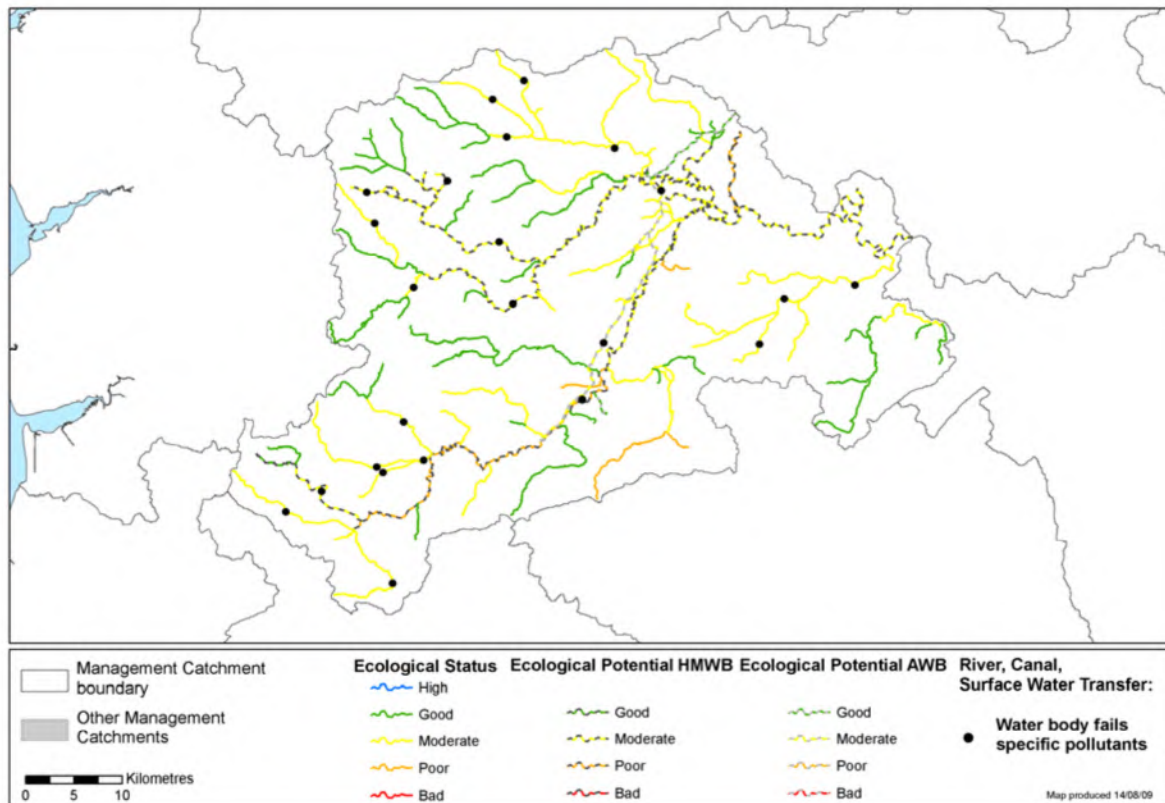 Management Catchment
boundary
Other Management
Catchments
Kilometres
0 5 10
Ecological Status
High
Good
Moderate
Poor
Bad
Ecological Potential HMWB
Good
Moderate
Poor
Bad
Ecological Potential AWB
Good
Moderate
Poor
Bad
River, Canal,
Surface Water Transfer:
Water body fails
specific pollutants
Map produced 14/08/09